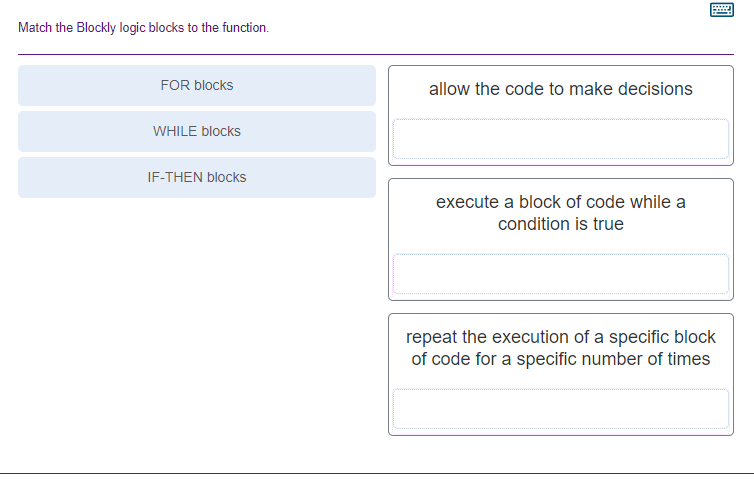 Match the Blockly logic blocks to the function.
FOR blocks
WHILE blocks
IF-THEN blocks
allow the code to make decisions
execute a block of code while a
condition is true
repeat the execution of a specific block
of code for a specific number of times